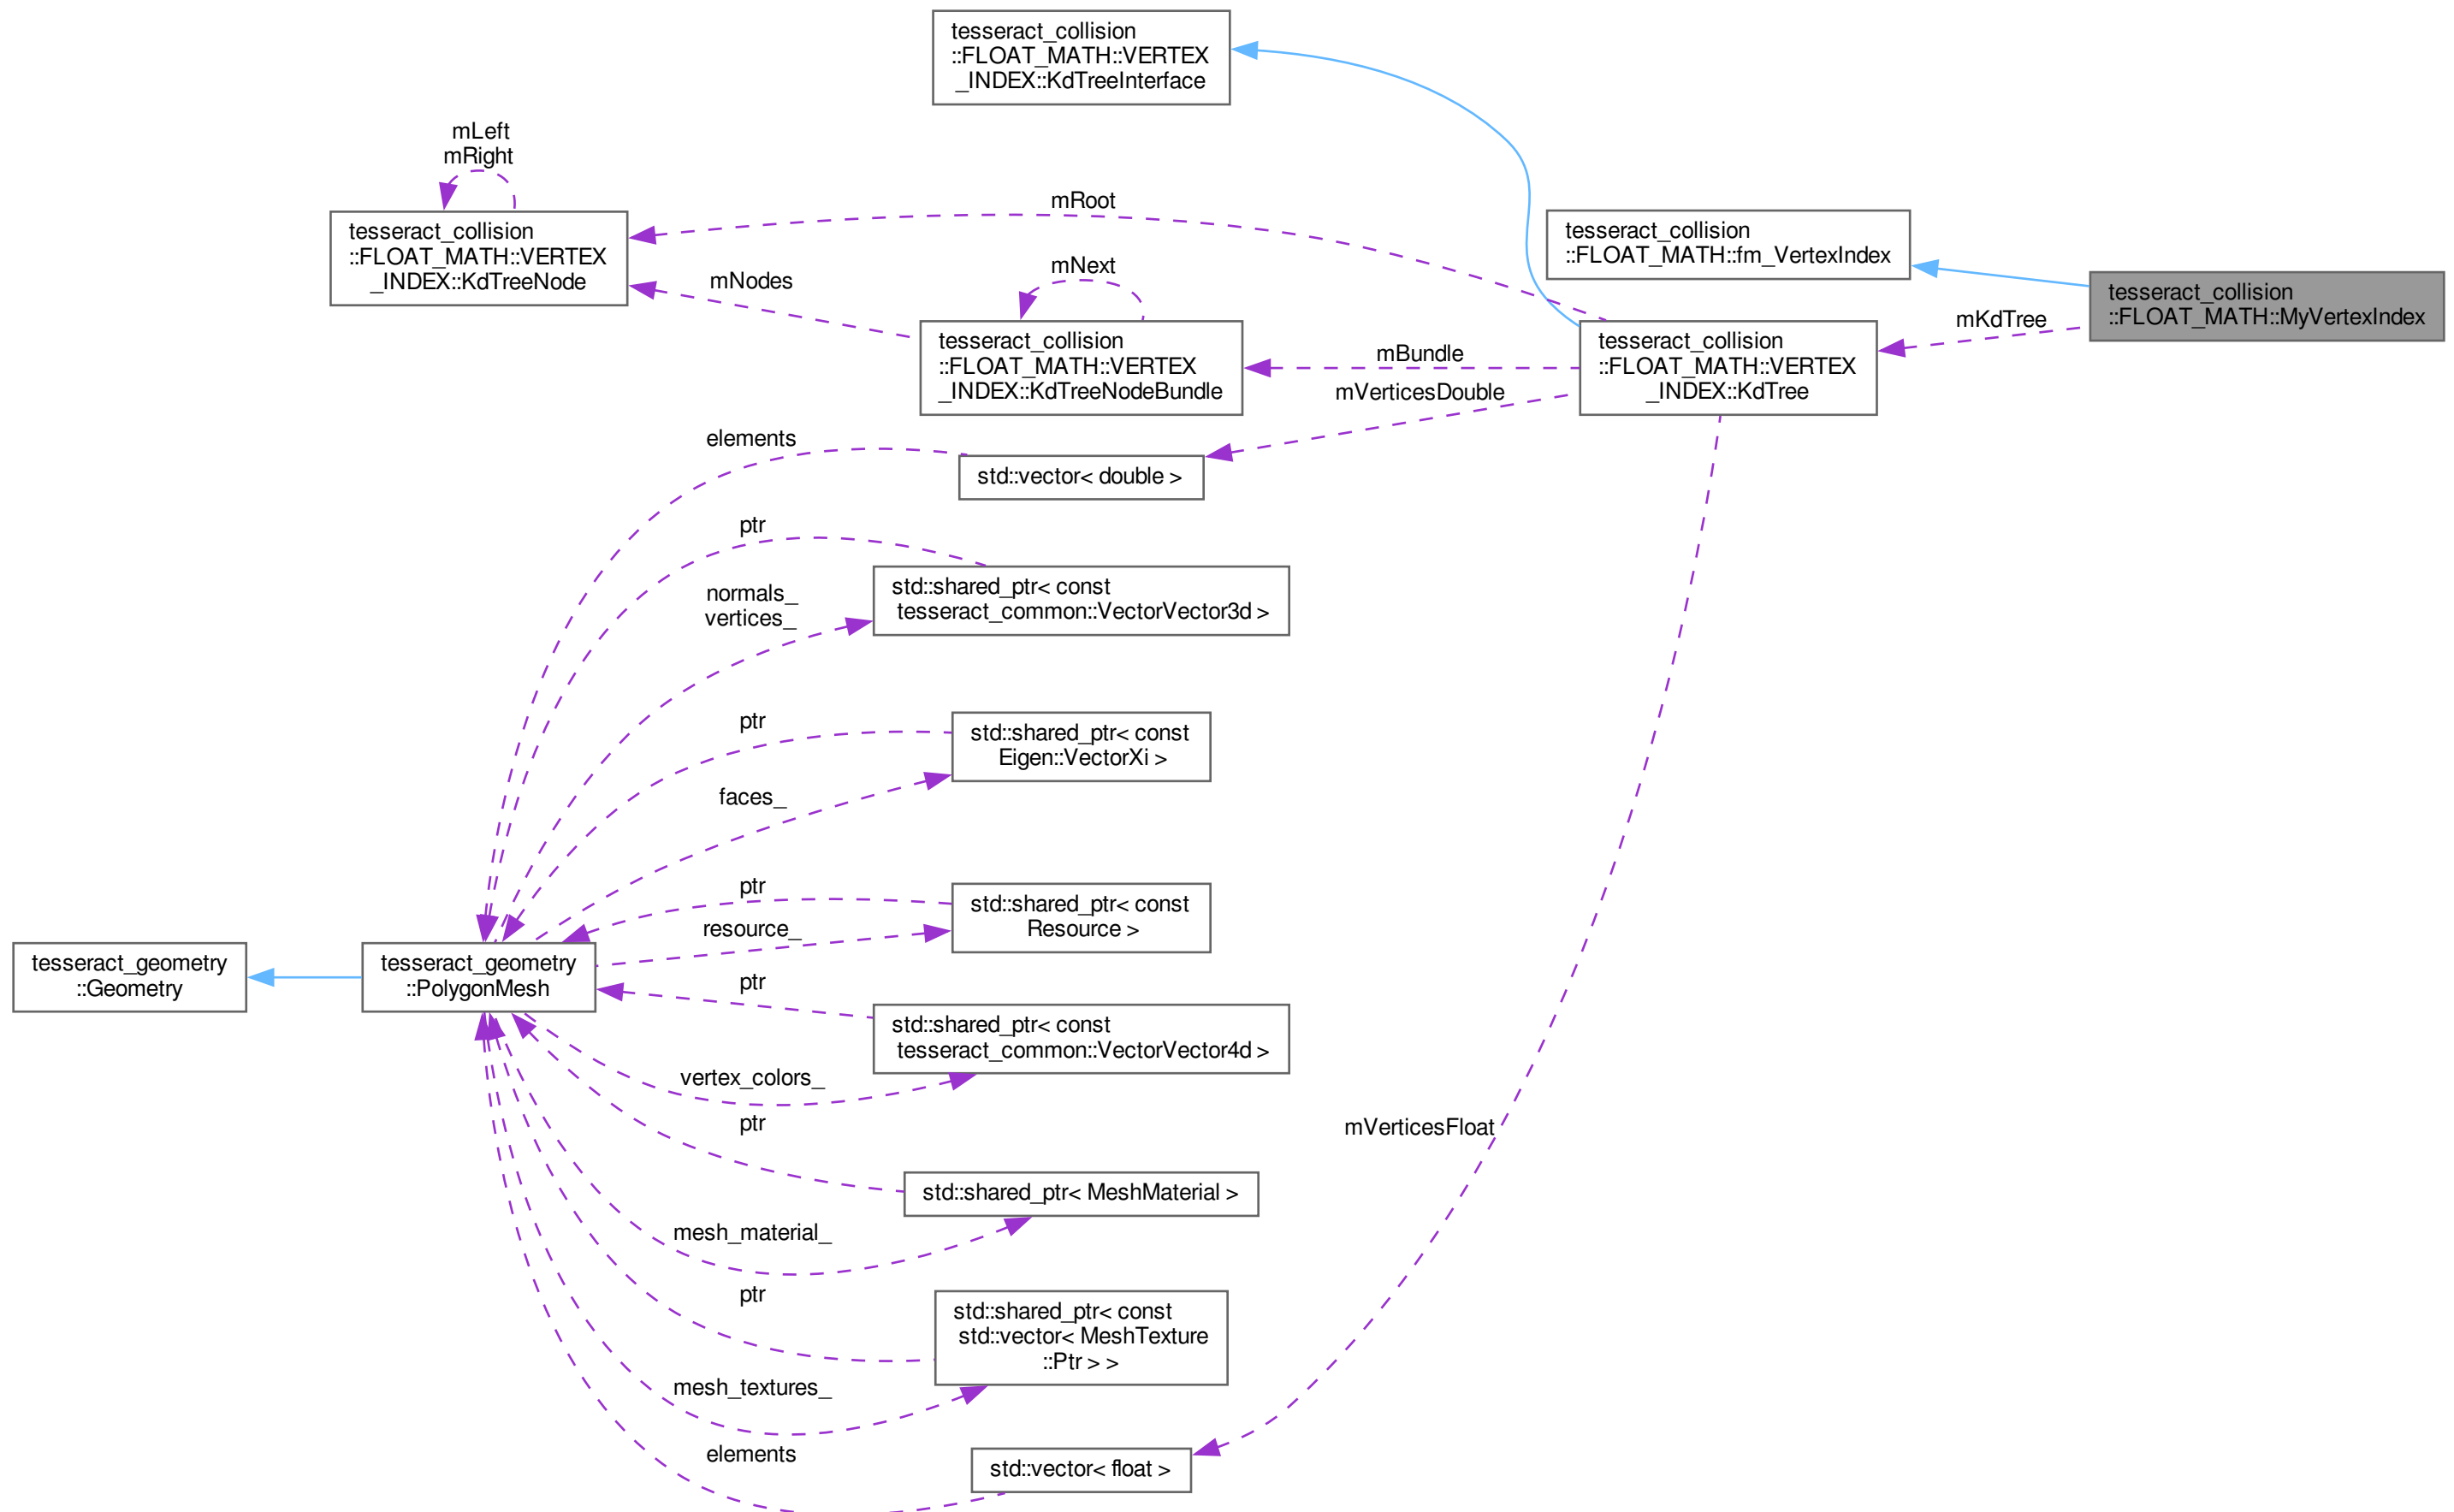 tesseract_collision
::FLOAT_MATH::VERTEX
_INDEX::KdTreeInterface
mLeft
mRight
tesseract_collision
::FLOAT_MATH::VERTEX
_INDEX::KdTreeNode
mRoot
mNodes
mNext
tesseract_collision
::FLOAT_MATH::VERTEX
_INDEX::KdTreeNodeBundle
tesseract_collision
::FLOAT_MATH::fm_VertexIndex
tesseract_collision
::FLOAT_MATH::MyVertexIndex
mKdTree
tesseract_collision
::FLOAT_MATH::VERTEX
_INDEX::KdTree
mBundle
mVerticesDouble
elements
std::vector< double >
ptr
std::shared_ptr< const
tesseract_common::VectorVector3d >
normals_
vertices_
ptr
std::shared_ptr< const
Eigen::VectorXi >
faces_
ptr
std::shared_ptr< const
Resource >
resource_
tesseract_geometry
::Geometry
tesseract_geometry
::PolygonMesh
ptr
std::shared_ptr< const
tesseract_common::VectorVector4d >
vertex_colors_
ptr
mVerticesFloat
std::shared_ptr< MeshMaterial >
mesh_material_
ptr
std::shared_ptr< const
std::vector< MeshTexture
::Ptr > >
mesh_textures_
elements
std::vector< float >